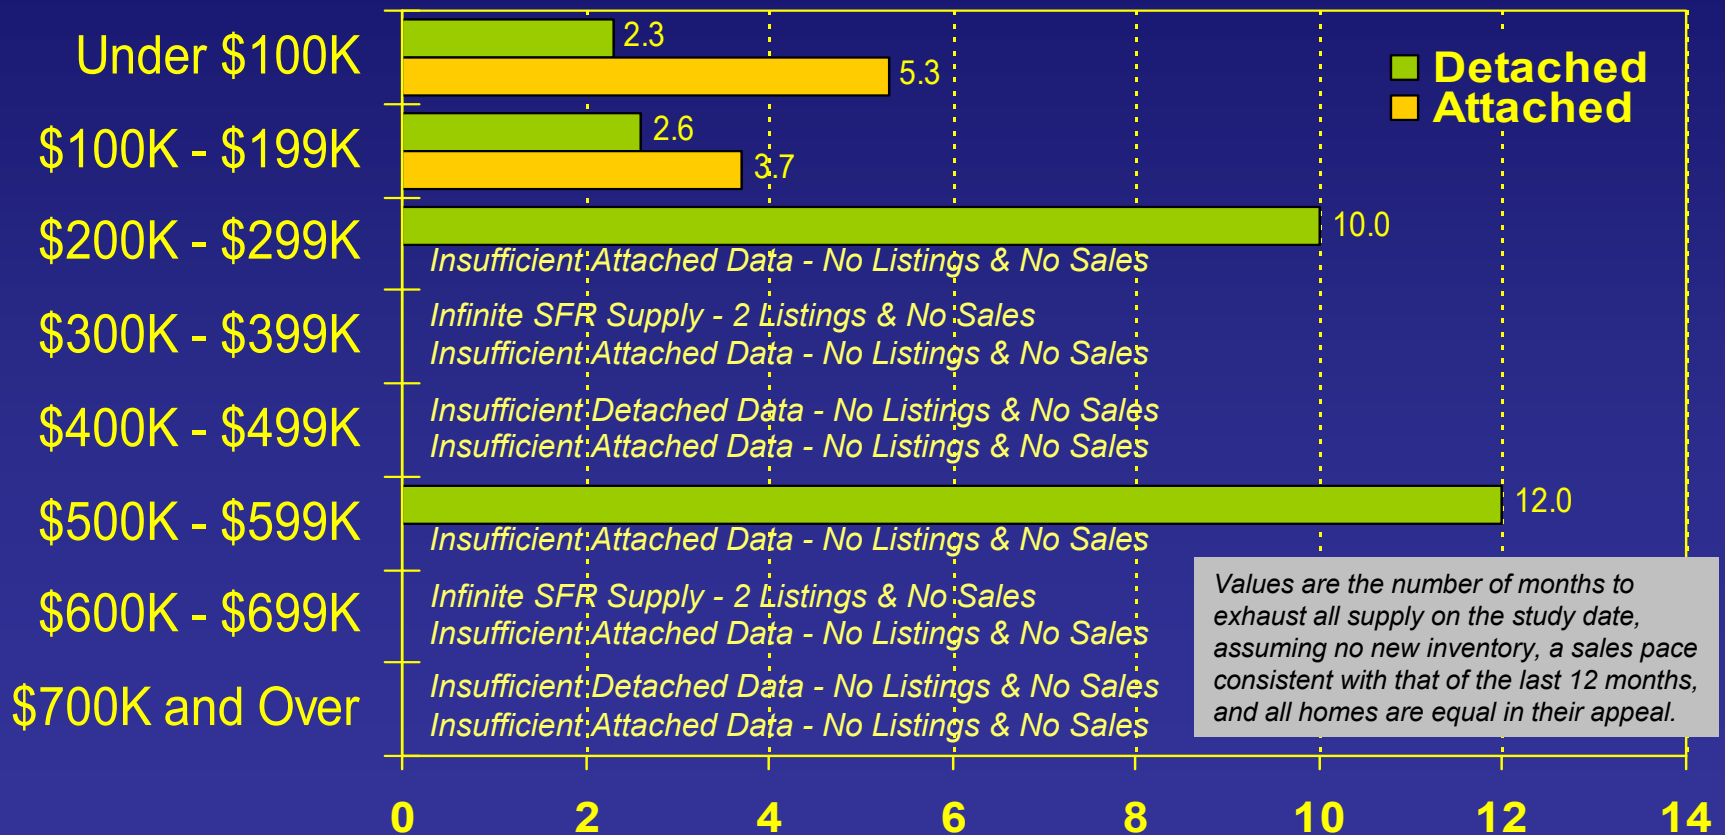 Under $100K
2.3
5.3
Detached
Attached
$100K - $199K
2.6
3.7
$200K - $299K
10.0
Insufficient Attached Data - No Listings & No Sales
$300K - $399K
Infinite SFR Supply - 2 Listings & No Sales
Insufficient Attached Data - No Listings & No Sales
$400K - $499K
Insufficient Detached Data - No Listings & No Sales
Insufficient Attached Data - No Listings & No Sales
$500K - $599K
12.0
Insufficient Attached Data - No Listings & No Sales
$600K - $699K
Infinite SFR Supply - 2 Listings & No Sales
Insufficient Attached Data - No Listings & No Sales
$700K and Over
Insufficient Detached Data - No Listings & No Sales
Insufficient Attached Data - No Listings & No Sales
Values are the number of months to
exhaust all supply on the study date,
assuming no new inventory, a sales pace
consistent with that of the last 12 months,
and all homes are equal in their appeal.
0 2 4 6 8 10 12 14